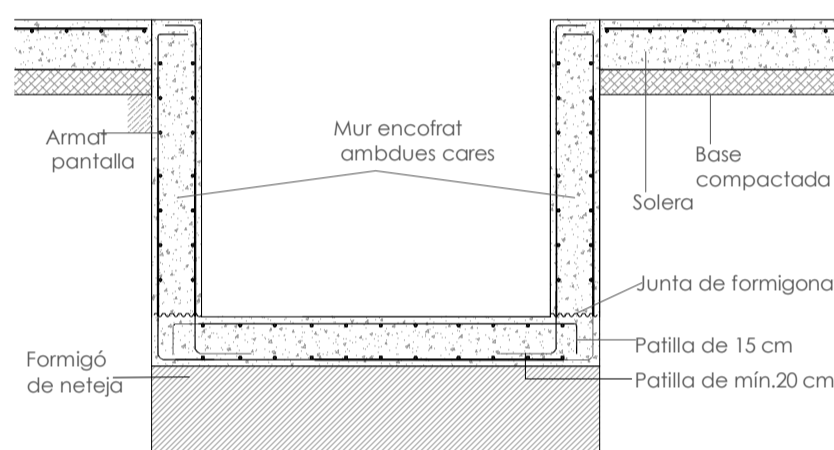 Armat
pantalla
Mur encofrat
ambdues cares
Base
compactada
Solera
Junta de formigona
Patilla de 15 cm
Patilla de mín.20 cm
Formigó
de neteja